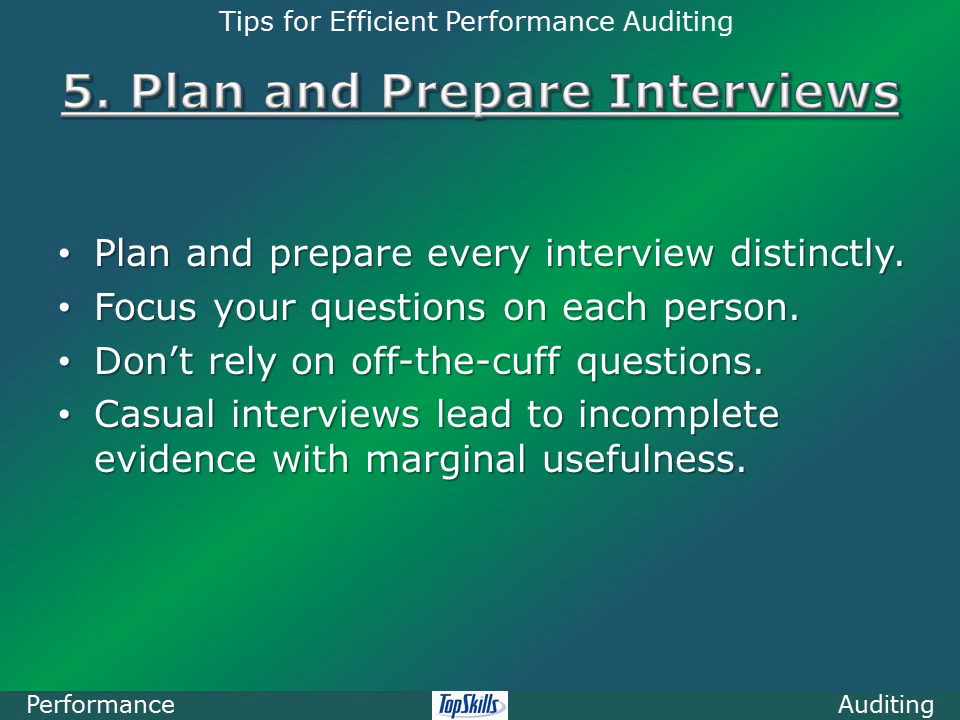 Tips for Efficient Performance Auditing
5. Plan and Prepare Interviews
• Plan and prepare every interview distinctly.
• Focus your questions on each person.
• Don’t rely on off-the-cuff questions.
• Casual interviews lead to incomplete
evidence with marginal usefulness.
Performance TopSkills Auditing